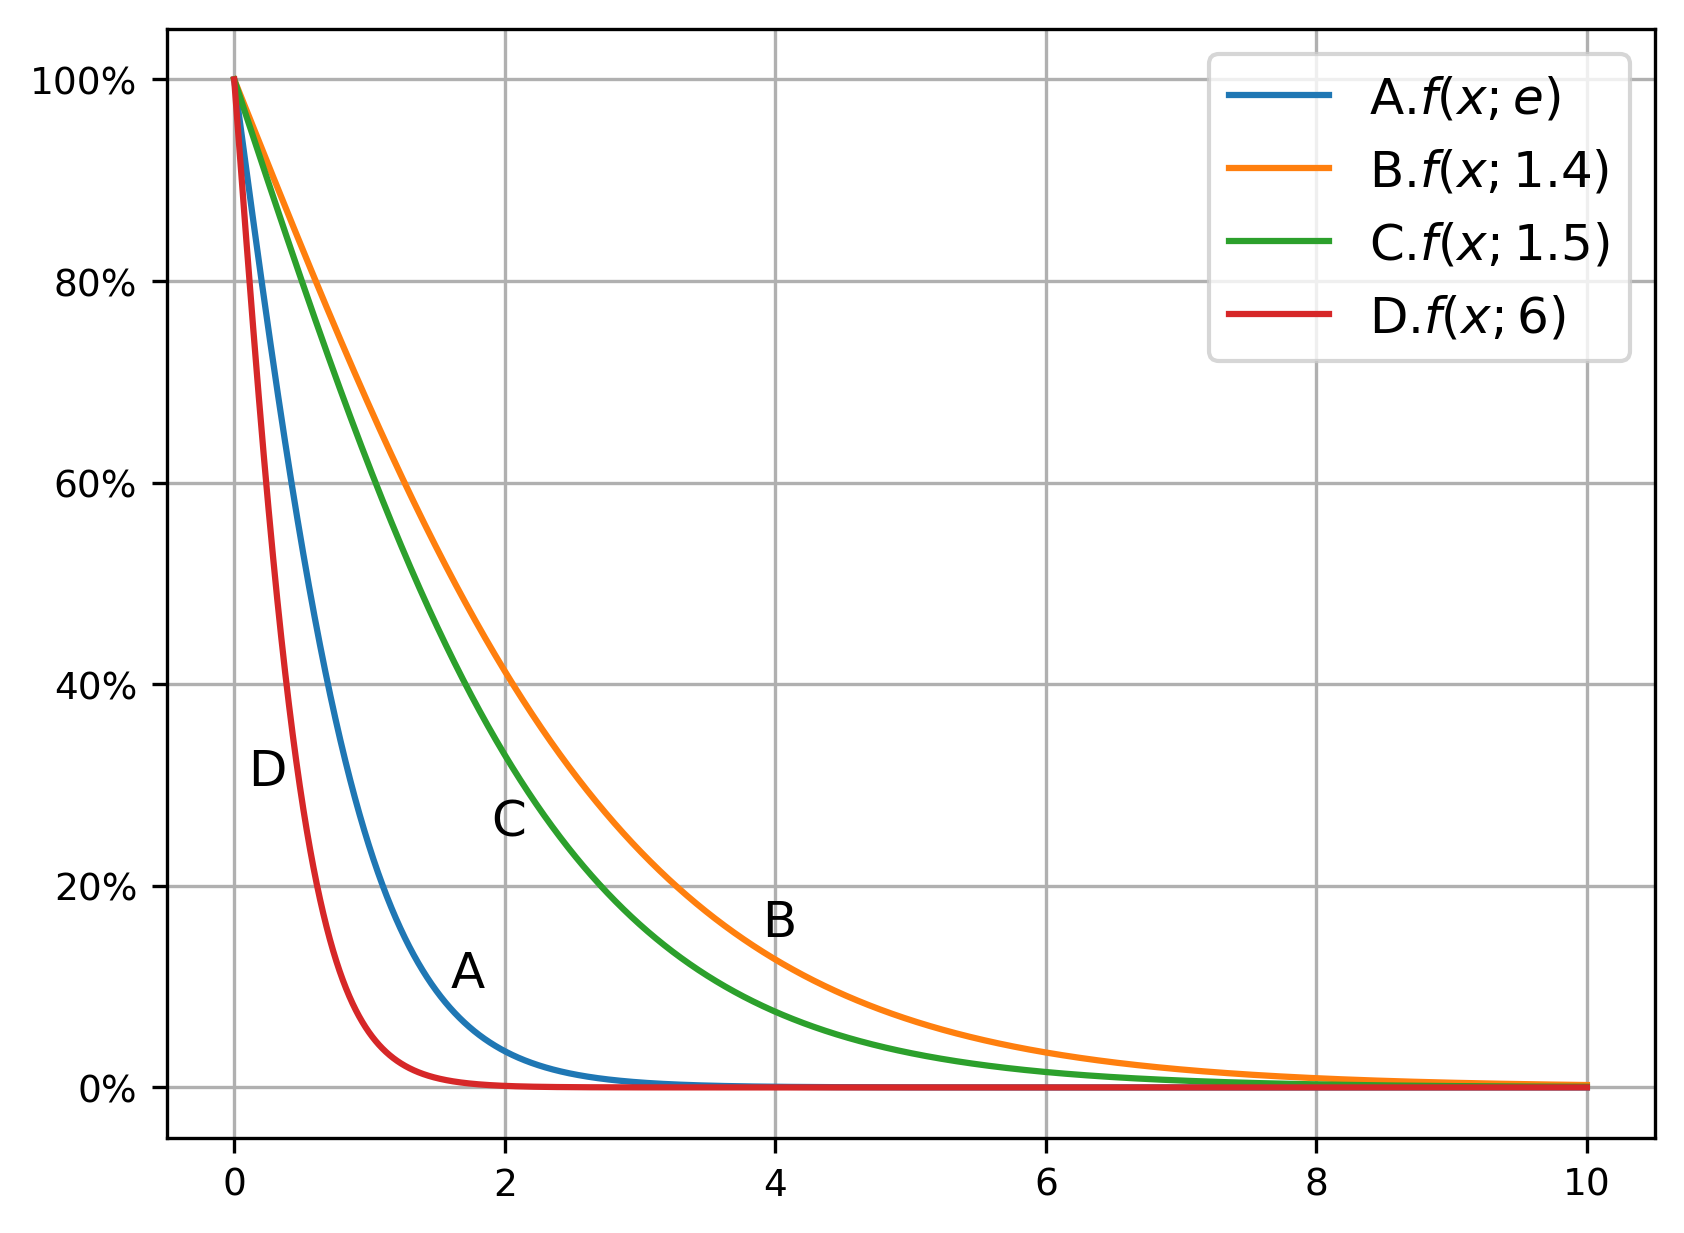 100%
80%
60%
40%
20%
0%
0 2 4 6 8 10
A.f(x; e)
B.f(x; 1.4)
C.f(x; 1.5)
D.f(x; 6)
D
C
B
A